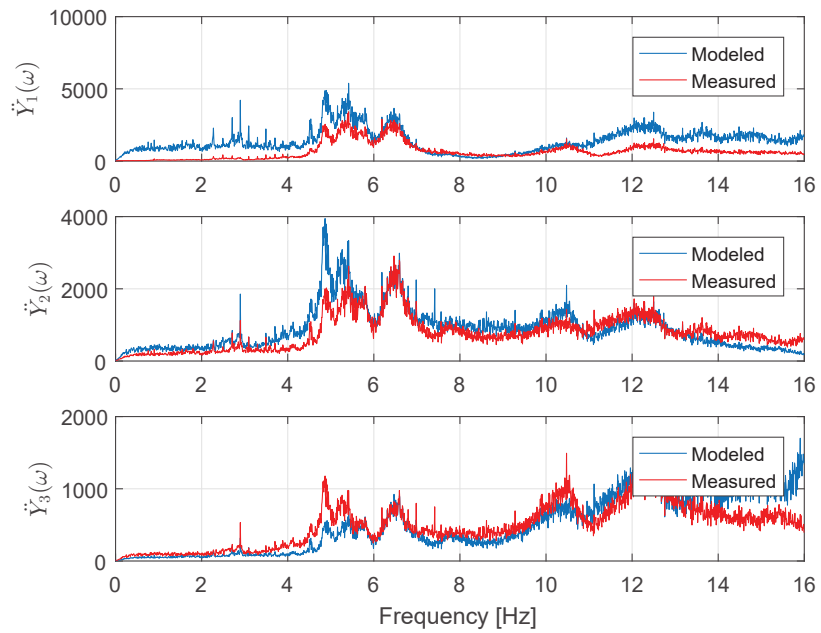 10000
5000
0
Ÿ₁(ω)
Modeled
Measured
0 2 4 6 8 10 12 14 16
4000
2000
0
Ÿ₂(ω)
Modeled
Measured
0 2 4 6 8 10 12 14 16
2000
1000
0
Ÿ₃(ω)
Modeled
Measured
0 2 4 6 8 10 12 14 16
Frequency [Hz]